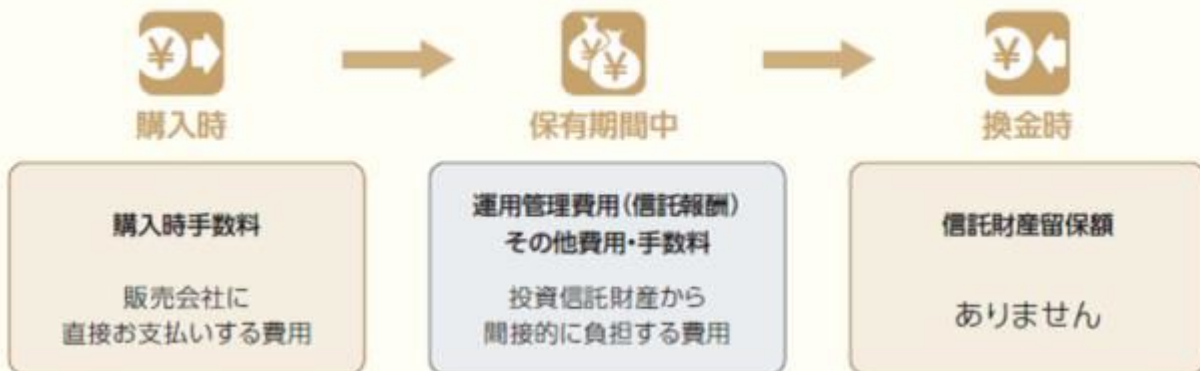 ¥
購入時
¥¥
保有期間中
¥
換金時
購入時手数料
販売会社に
直接お支払いする費用
運用管理費用(信託報酬)
その他費用・手数料
投資信託財産から
間接的に負担する費用
信託財産留保額
ありません